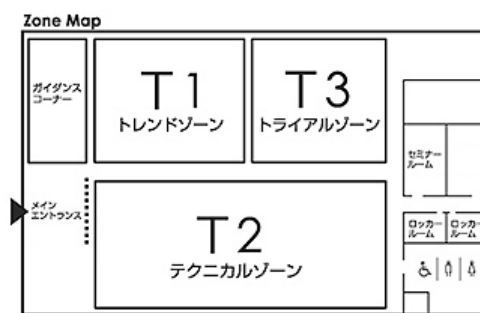 Zone Map
ガイダンス
コーナー
T1
トレンドゾーン
T3
トライアルゾーン
セミナー
ルーム
メイン
エントランス
T2
テクニカルゾーン
ロッカー
ルーム
ロッカー
ルーム